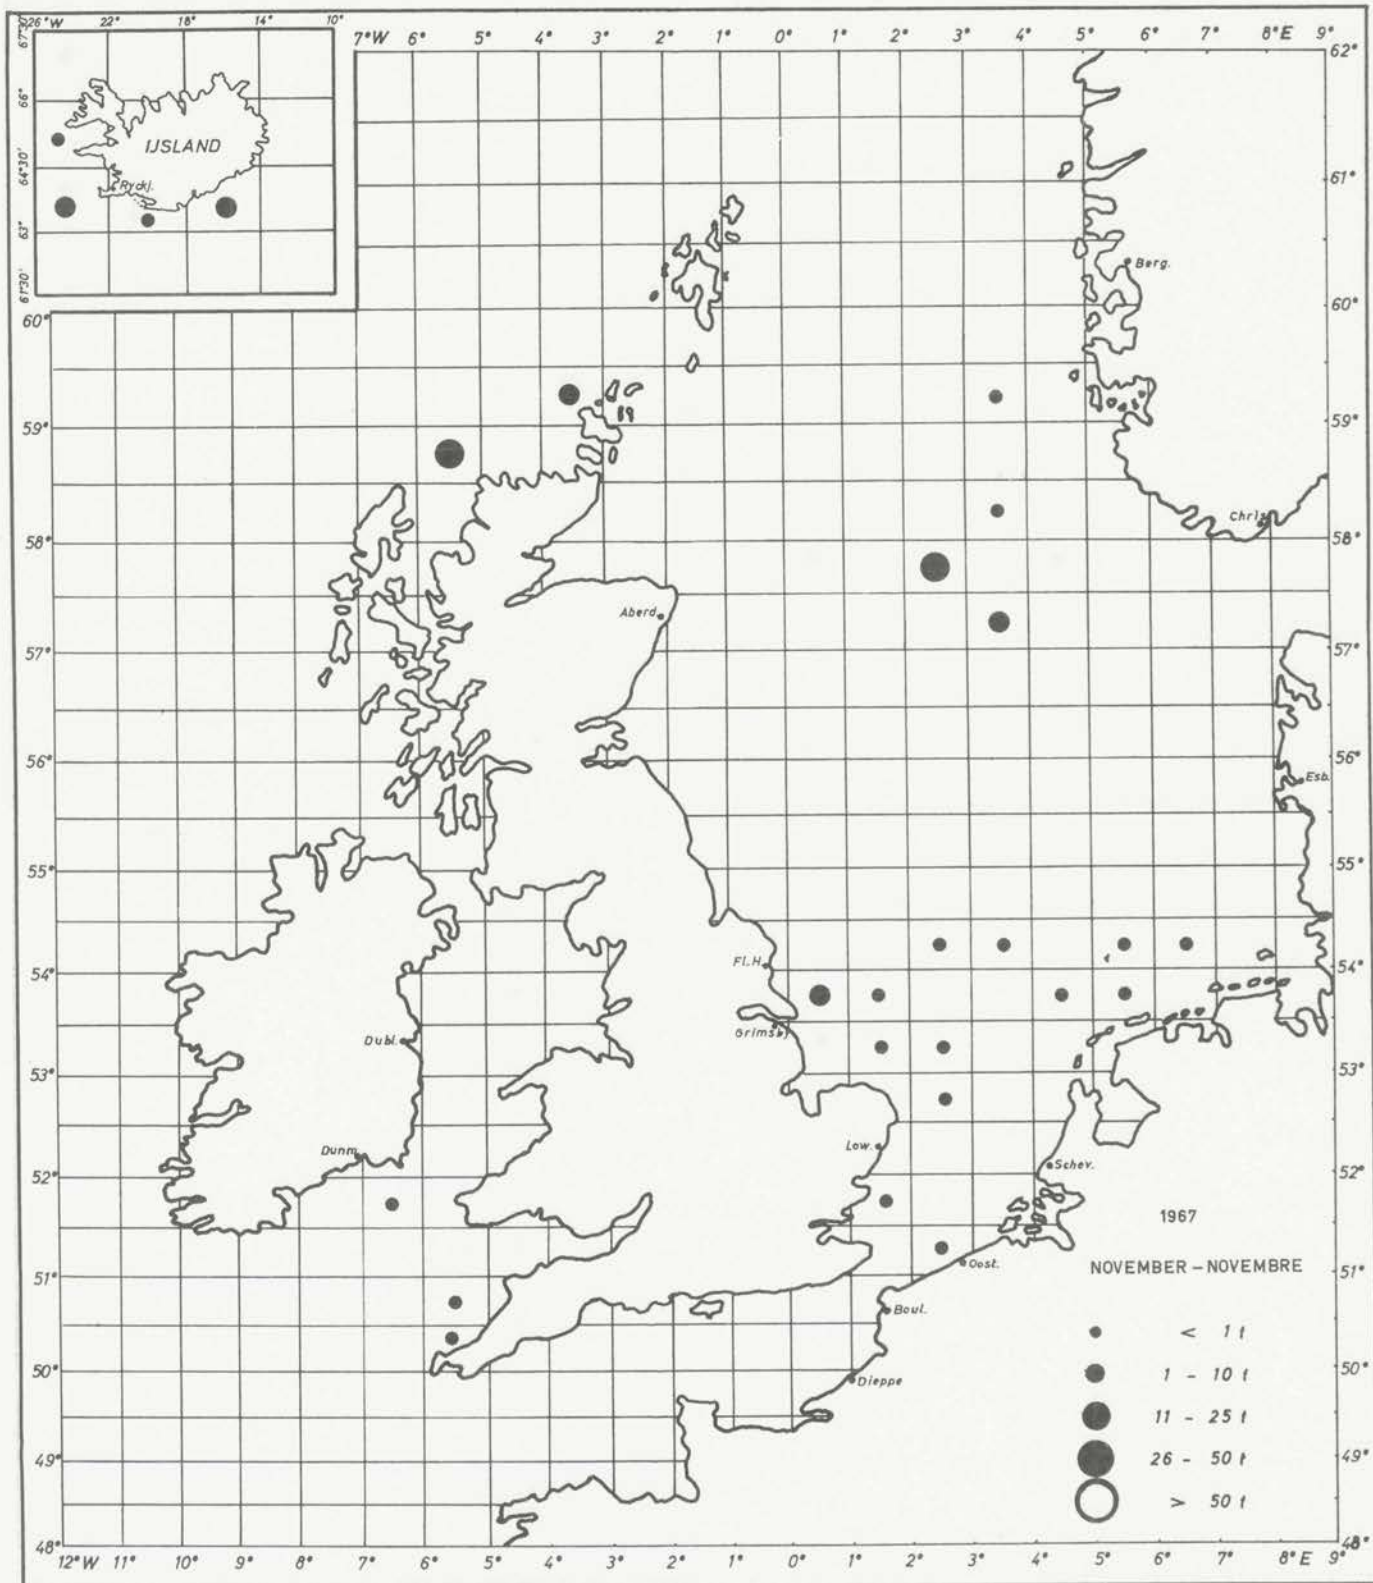 26°W 22° 18° 14° 10°
67°30'
66°
64°30'
63°
61°30'
IJSLAND
Ryckj.
7°W 6° 5° 4° 3° 2° 1° 0° 1° 2° 3° 4° 5° 6° 7° 8°E 9°
62°
61°
Berg.
60° 60°
59° 59°
Chris
58° 58°
Aberd.
57° 57°
56° 56°
Esb.
55° 55°
Fl.H.
54° 54°
Grimsby
Dubl.
53° 53°
Low.
Dunm.
52° 52°
Schev.
1967
Oost.
NOVEMBER – NOVEMBRE
51° 51°
Boul.
< 1 t
50° 50°
Dieppe
1 – 10 t
11 – 25 t
49° 49°
26 – 50 t
> 50 t
48° 48°
12°W 11° 10° 9° 8° 7° 6° 5° 4° 3° 2° 1° 0° 1° 2° 3° 4° 5° 6° 7° 8°E 9°